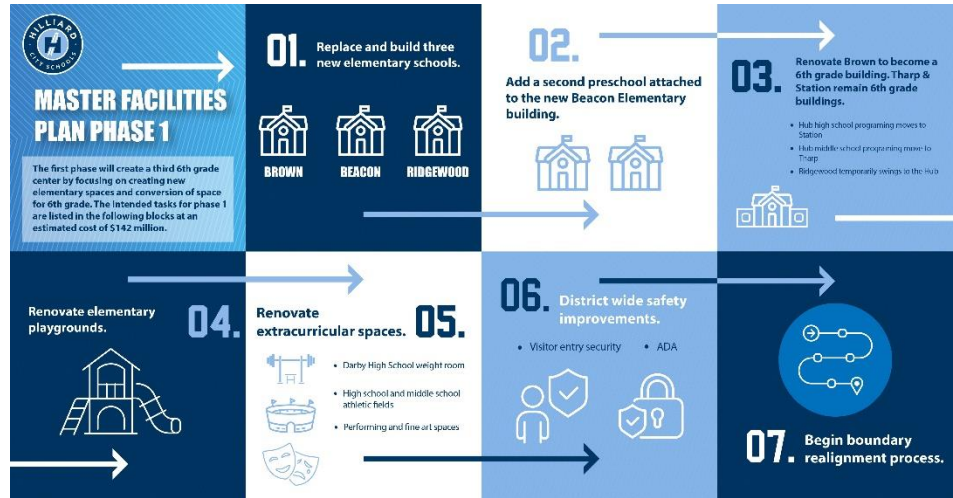 HILLIARD
H
CITY SCHOOLS
MASTER FACILITIES
PLAN PHASE 1
The first phase will create a third 6th grade
center by focusing on creating new
elementary spaces and conversion of space
for 6th grade. The intended tasks for phase 1
are listed in the following blocks at an
estimated cost of $142 million.
01.
Replace and build three
new elementary schools.
BROWN
BEACON
RIDGEWOOD
02.
Add a second preschool attached
to the new Beacon Elementary
building.
03.
Renovate Brown to become a
6th grade building. Tharp &
Station remain 6th grade
buildings.
• Hub high school programing moves to
Station
• Hub middle school programing move to
Tharp
• Ridgewood temporarily swings to the Hub
Renovate elementary
playgrounds.
04.
Renovate
extracurricular spaces.
05.
• Darby High School weight room
• High school and middle school
athletic fields
• Performing and fine art spaces
06.
District wide safety
improvements.
• Visitor entry security
• ADA
07.
Begin boundary
realignment process.